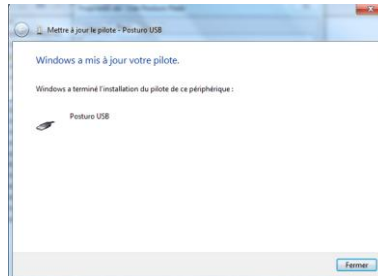 Mettre à jour le pilote - Posturo USB
Windows a mis à jour votre pilote.
Windows a terminé l'installation du pilote de ce périphérique :
Posturo USB
Fermer